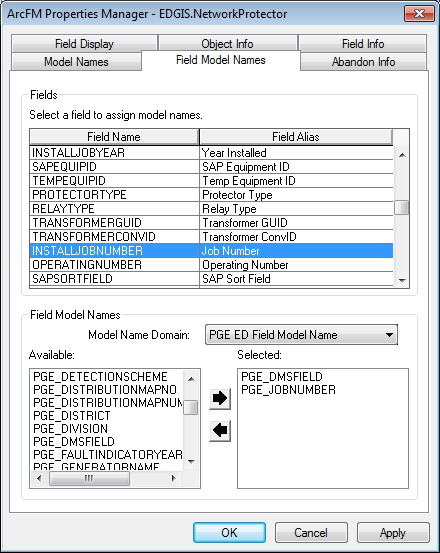 ArcFM Properties Manager - EDGIS.NetworkProtector
Field Display Object Info Field Info
Model Names Field Model Names Abandon Info
Fields
Select a field to assign model names.
Field Name Field Alias
INSTALLJOBYEAR Year Installed
SAPEQUIPID SAP Equipment ID
TEMPEQUIPID Temp Equipment ID
PROTECTORTYPE Protector Type
RELAYTYPE Relay Type
TRANSFORMERGUID Transformer GUID
TRANSFORMERCONVID Transformer ConvID
INSTALLJOBNUMBER Job Number
OPERATINGNUMBER Operating Number
SAPSORTFIELD SAP Sort Field
Field Model Names
Model Name Domain: PGE ED Field Model Name
Available: Selected:
PGE_DETECTIONSCHEME PGE_DMSFIELD
PGE_DISTRIBUTIONMAPNO PGE_JOBNUMBER
PGE_DISTRIBUTIONMAPNUM
PGE_DISTRICT
PGE_DIVISION
PGE_DMSFIELD
PGE_FAULTINDICATORYEAR
PGE_GENERATORNAME
OK Cancel Apply